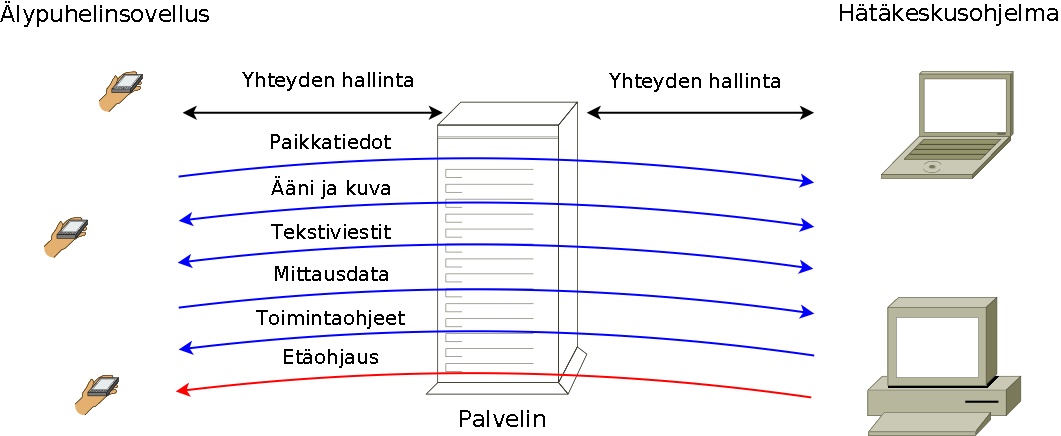 Älypuhelinsovellus
Hätäkeskusohjelma
Yhteyden hallinta
Yhteyden hallinta
Paikkatiedot
Ääni ja kuva
Tekstiviestit
Mittausdata
Toimintaohjeet
Etäohjaus
Palvelin